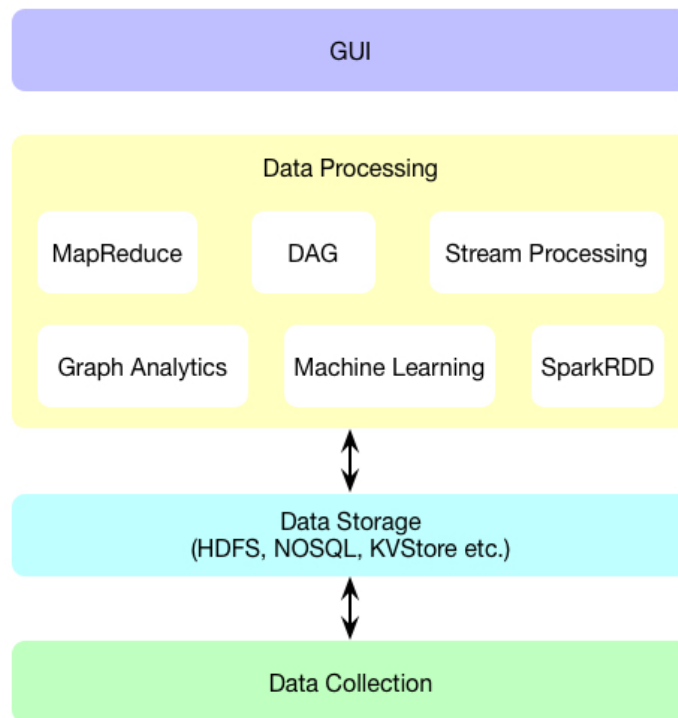 GUI
Data Processing
MapReduce
DAG
Stream Processing
Graph Analytics
Machine Learning
SparkRDD
Data Storage
(HDFS, NOSQL, KVStore etc.)
Data Collection